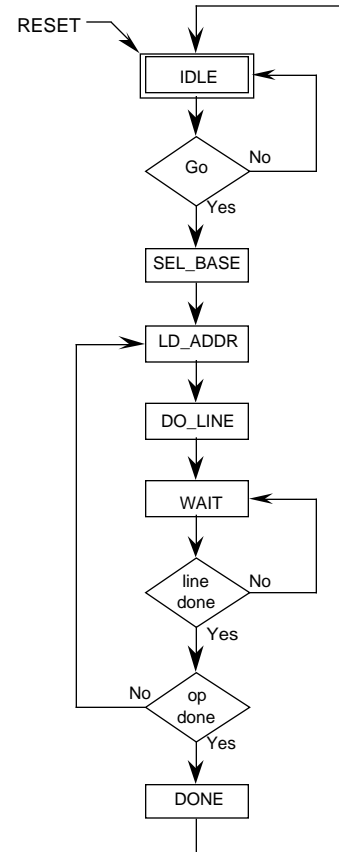 RESET
IDLE
Go
No
Yes
SEL_BASE
LD_ADDR
DO_LINE
WAIT
line
done
No
Yes
No
op
done
Yes
DONE